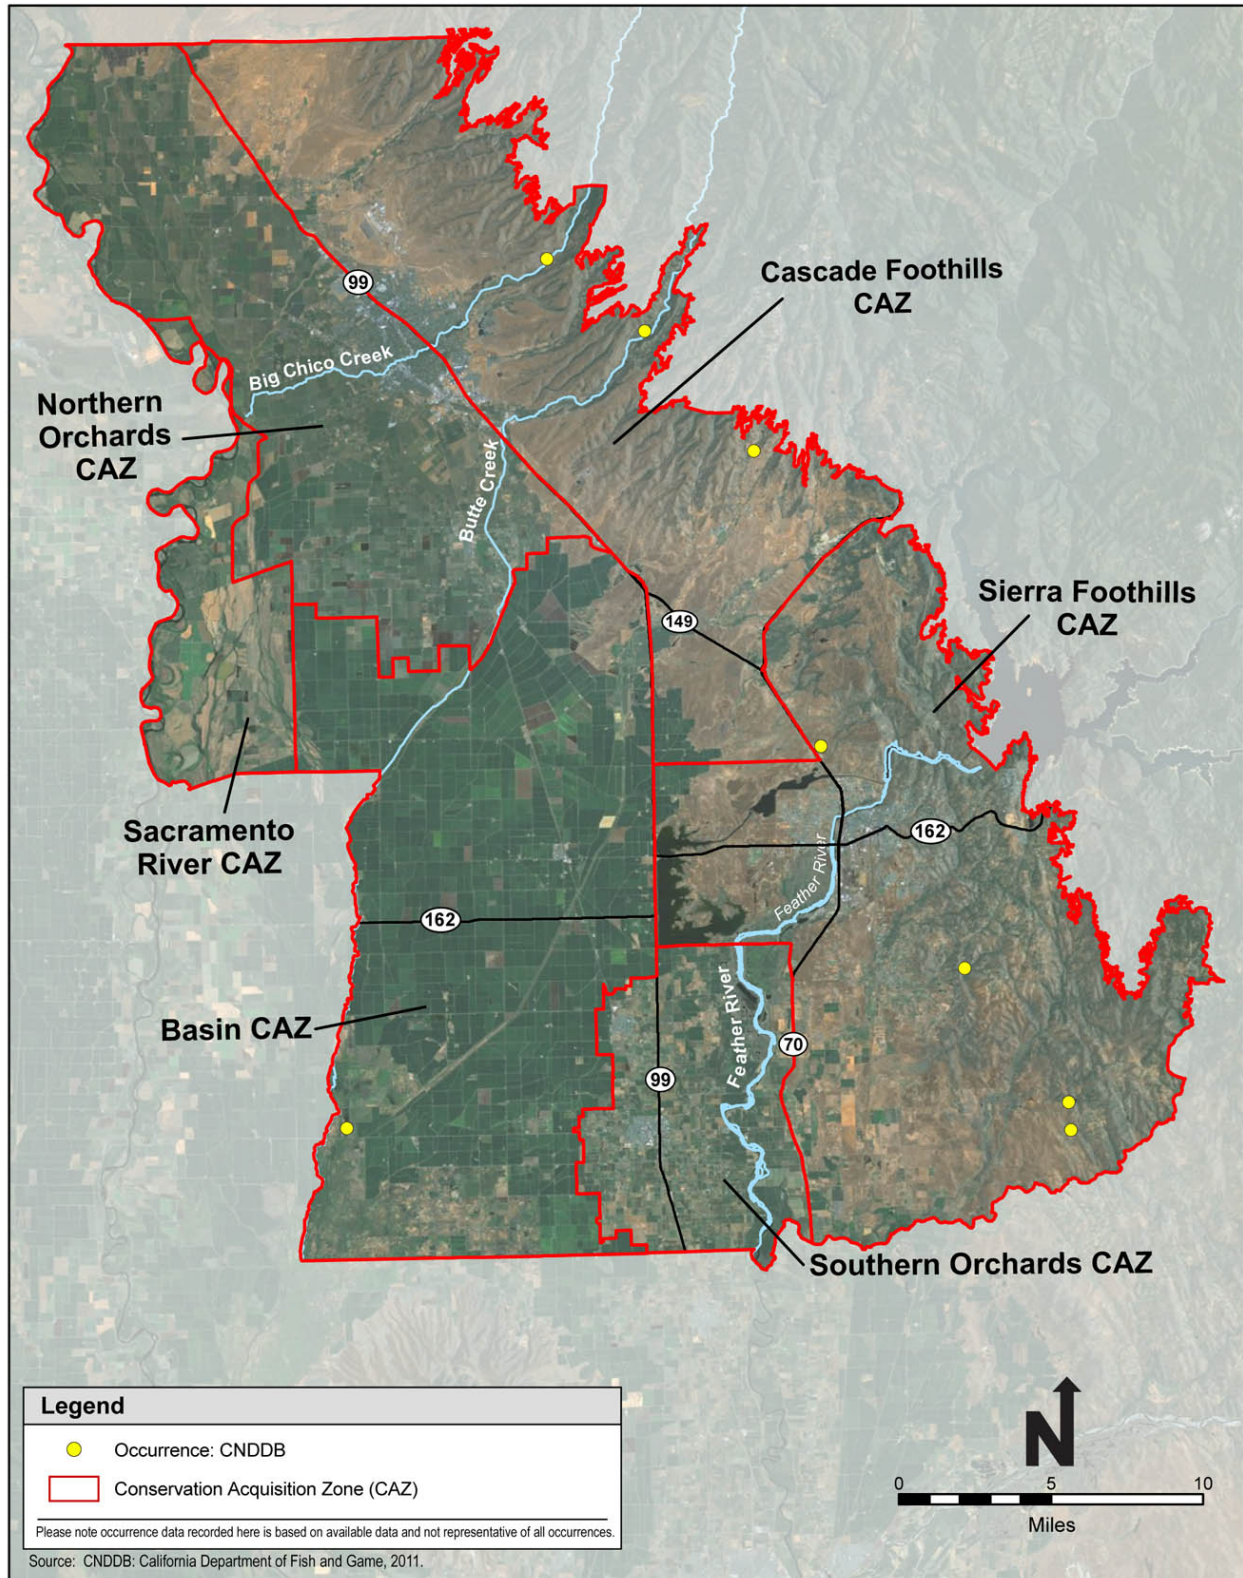 99
Cascade Foothills
CAZ
Big Chico Creek
Northern
Orchards
CAZ
Butte Creek
Sierra Foothills
CAZ
149
Sacramento
River CAZ
162
Feather River
162
Basin CAZ
Feather River
70
99
Southern Orchards CAZ
Legend
Occurrence: CNDDB
Conservation Acquisition Zone (CAZ)
Please note occurrence data recorded here is based on available data and not representative of all occurrences.
Source: CNDDB: California Department of Fish and Game, 2011.
N
0 5 10
Miles